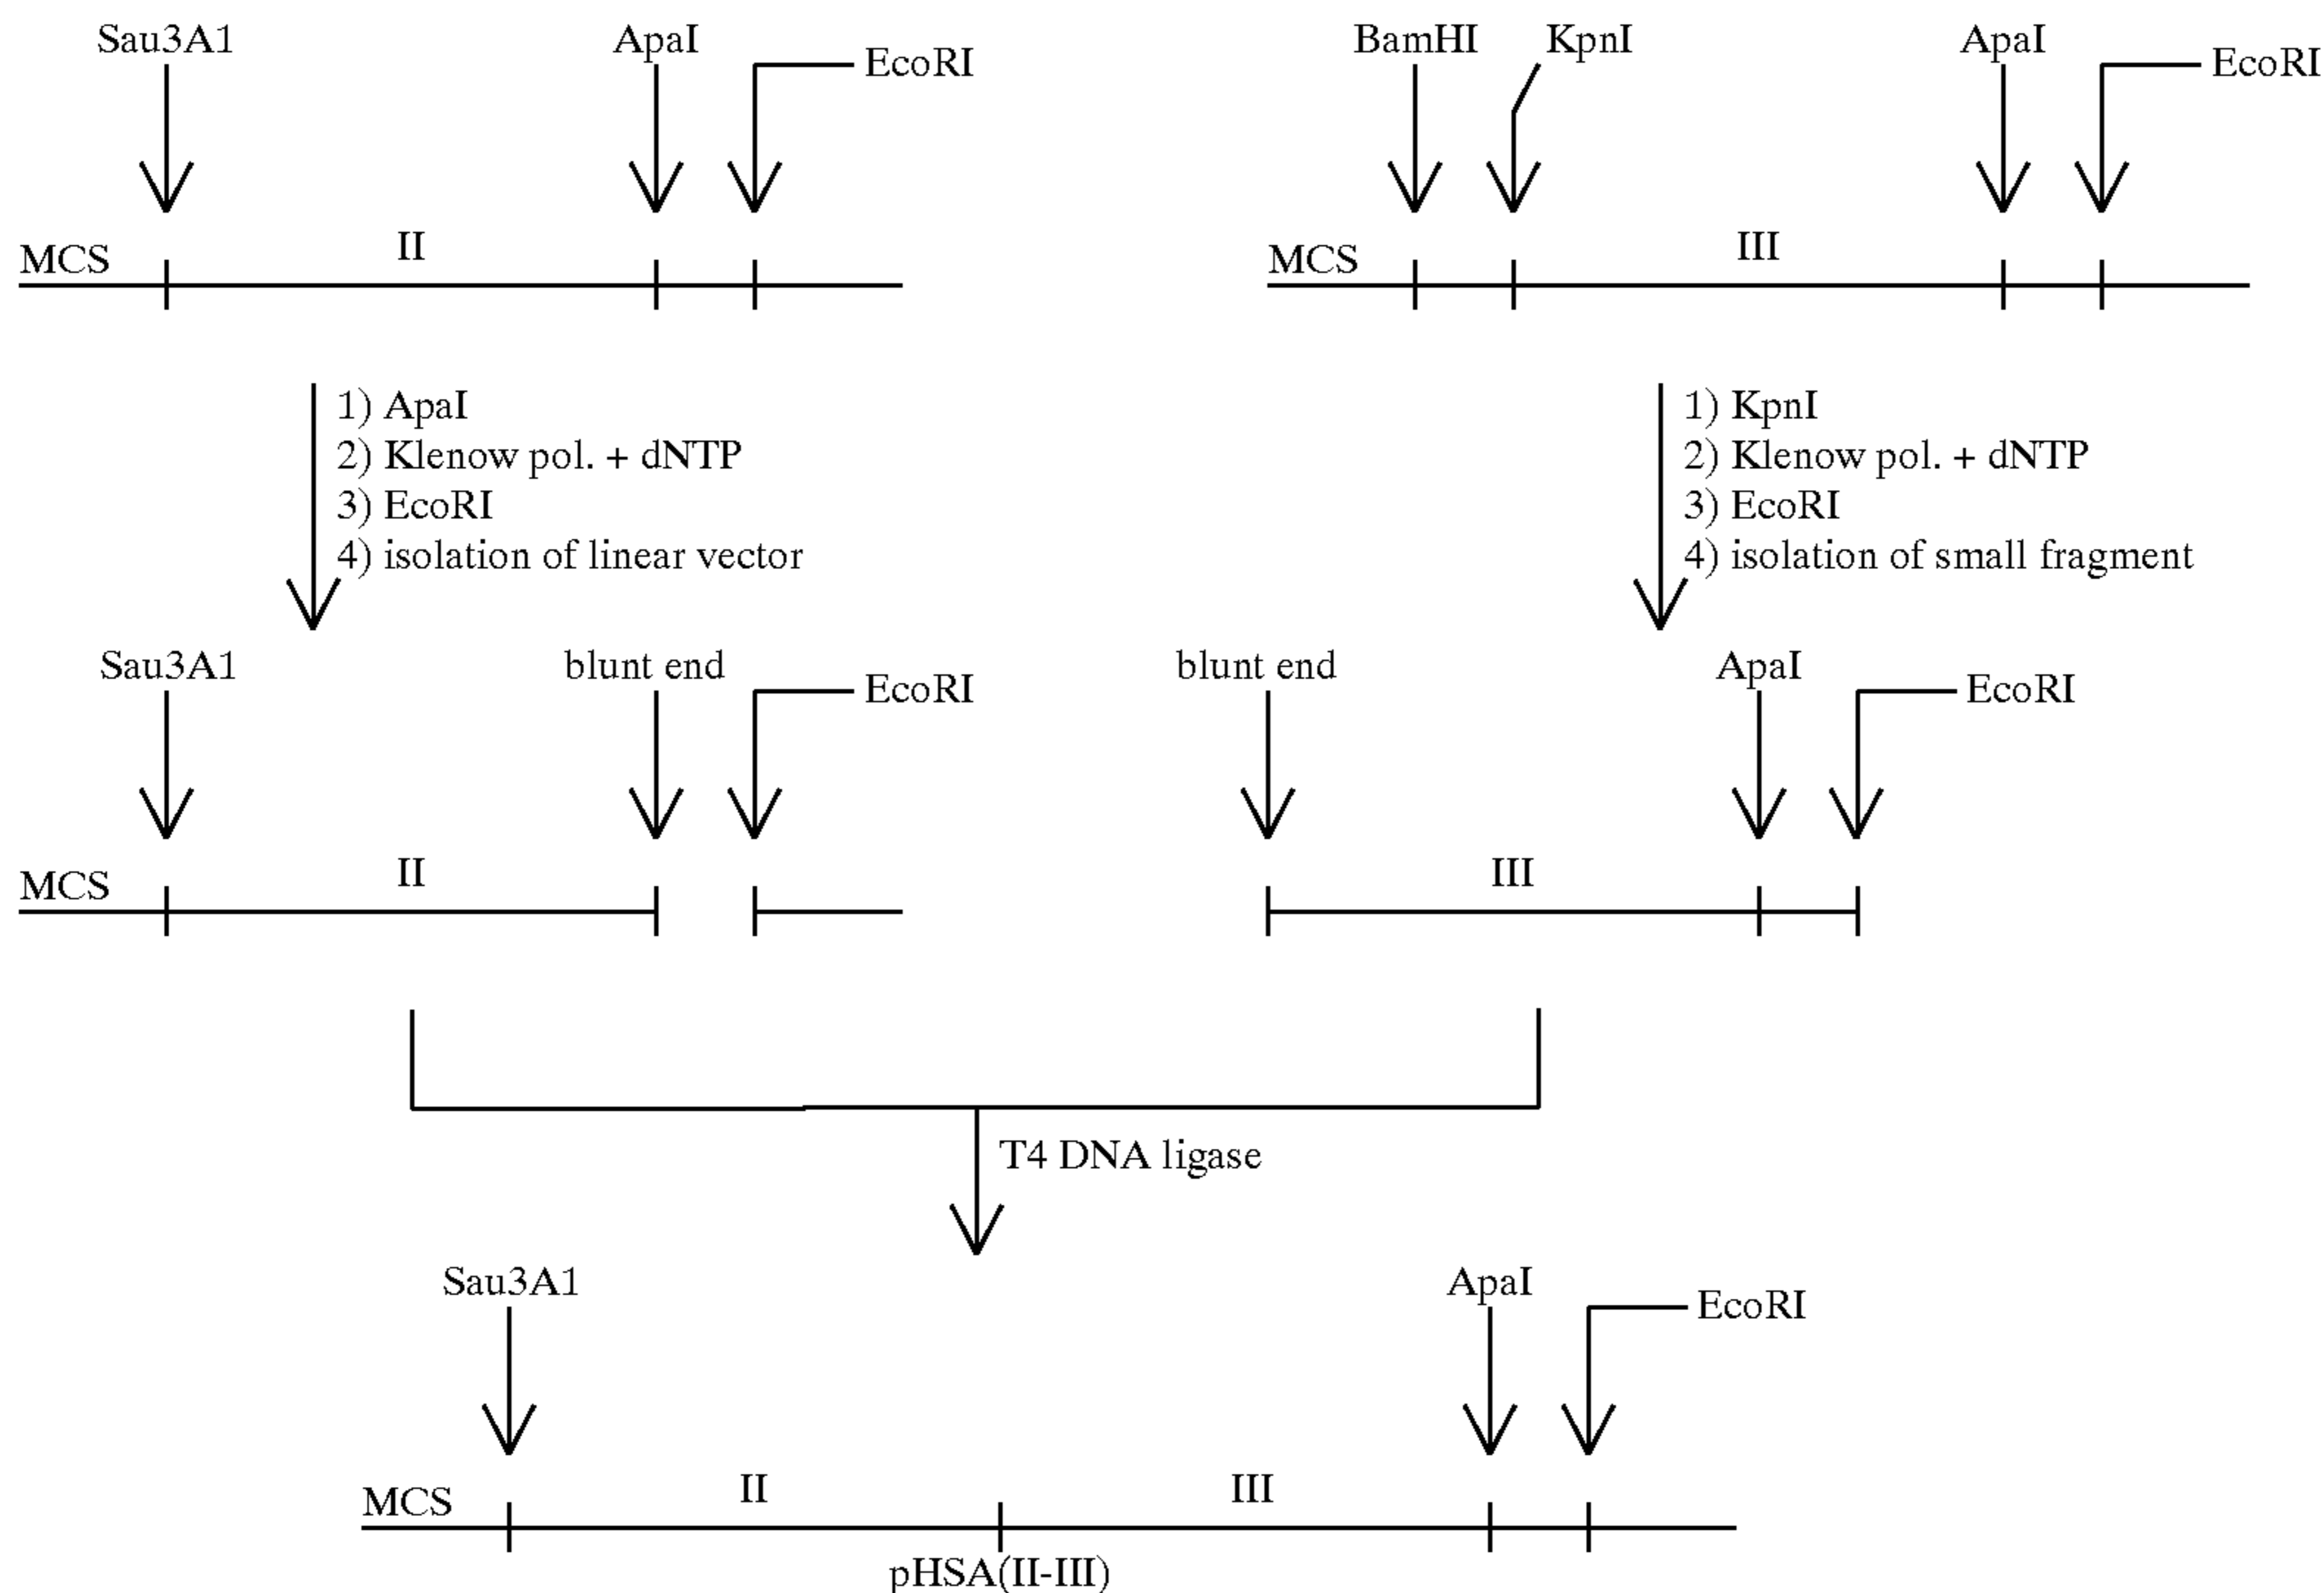 Sau3A1
ApaI
EcoRI
BamHI
KpnI
ApaI
EcoRI
MCS
II
MCS
III
1) ApaI
2) Klenow pol. + dNTP
3) EcoRI
4) isolation of linear vector
1) KpnI
2) Klenow pol. + dNTP
3) EcoRI
4) isolation of small fragment
Sau3A1
blunt end
EcoRI
blunt end
ApaI
EcoRI
MCS
II
III
T4 DNA ligase
Sau3A1
ApaI
EcoRI
MCS
II
III
pHSA(II-III)